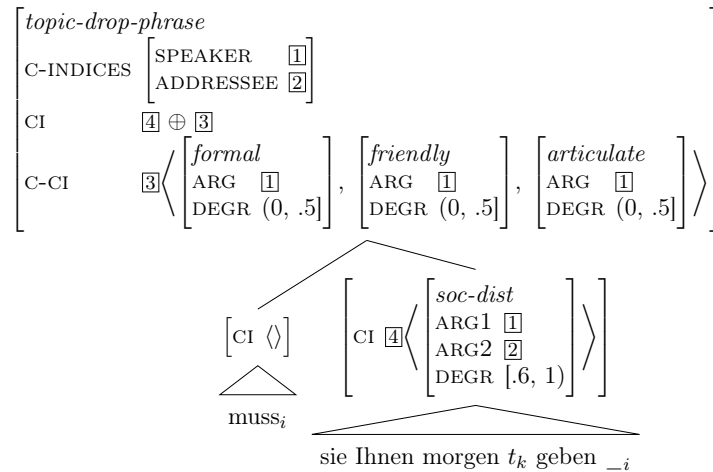 topic-drop-phrase
C-INDICES [SPEAKER 1
ADDRESSEE 2]
CI 4 ⊕ 3
C-CI 3⟨[formal
ARG 1
DEGR (0, .5]], [friendly
ARG 1
DEGR (0, .5]], [articulate
ARG 1
DEGR (0, .5]]⟩
[CI ⟨⟩]
muss_i
[CI 4⟨[soc-dist
ARG1 1
ARG2 2
DEGR [.6, 1)]⟩]
sie Ihnen morgen t_k geben __i